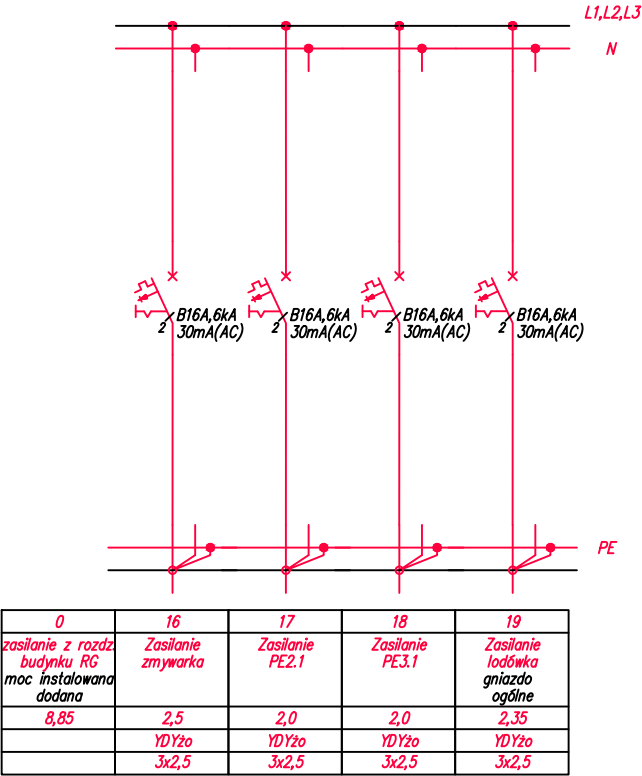 L1,L2,L3
N
B16A,6kA
30mA(AC)
2
B16A,6kA
30mA(AC)
2
B16A,6kA
30mA(AC)
2
B16A,6kA
30mA(AC)
2
PE
0 16 17 18 19
zasilanie z rozdz.
budynku RG
moc instalowana
dodana
Zasilanie
zmywarka
Zasilanie
PE2.1
Zasilanie
PE3.1
Zasilanie
lodówka
gniazdo
ogólne
8,85 2,5 2,0 2,0 2,35
YDYżo YDYżo YDYżo YDYżo
3x2,5 3x2,5 3x2,5 3x2,5